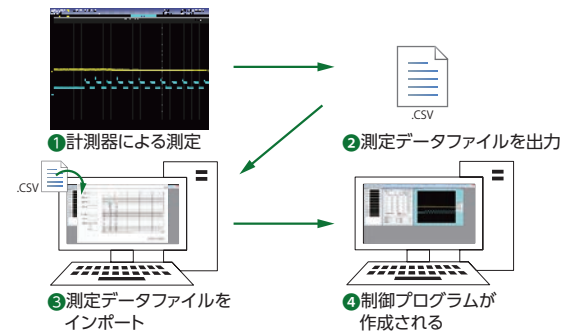 ❶計測器による測定
.CSV
❷測定データファイルを出力
.CSV
❸測定データファイルを
インポート
❹制御プログラムが
作成される